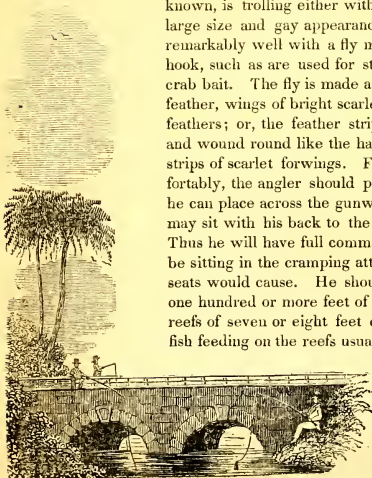 known, is trolling either with
large size and gay appearanc
remarkably well with a fly m
hook, such as are used for st
crab bait. The fly is made a
feather, wings of bright scarle
feathers; or, the feather strip
and wound round like the ha
strips of scarlet forwings. F
fortably, the angler should p
he can place across the gunw
may sit with his back to the
Thus he will have full comma
be sitting in the cramping att
seats would cause. He shou
one hundred or more feet of
reefs of seven or eight feet
fish feeding on the reefs usua